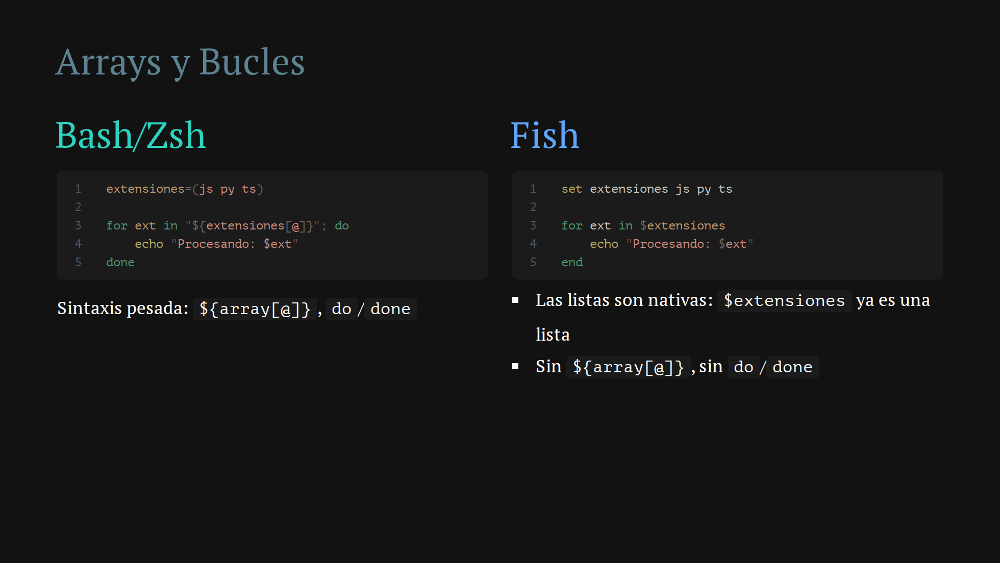 Arrays y Bucles
Bash/Zsh
1 extensiones=(js py ts)
2
3 for ext in "${extensiones[@]}"; do
4     echo "Procesando: $ext"
5 done
Sintaxis pesada: ${array[@]}, do/done
Fish
1 set extensiones js py ts
2
3 for ext in $extensiones
4     echo "Procesando: $ext"
5 end
▪ Las listas son nativas: $extensiones ya es una
lista
▪ Sin ${array[@]}, sin do/done